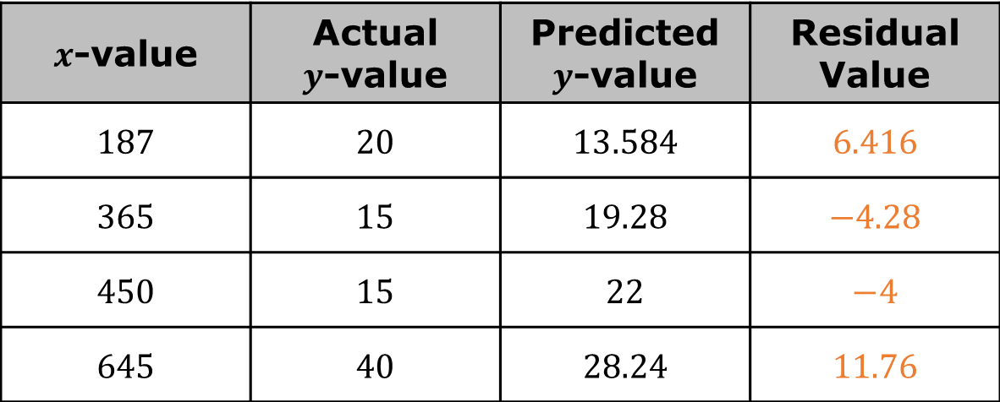 x-value Actual y-value Predicted y-value Residual Value
187 20 13.584 6.416
365 15 19.28 −4.28
450 15 22 −4
645 40 28.24 11.76